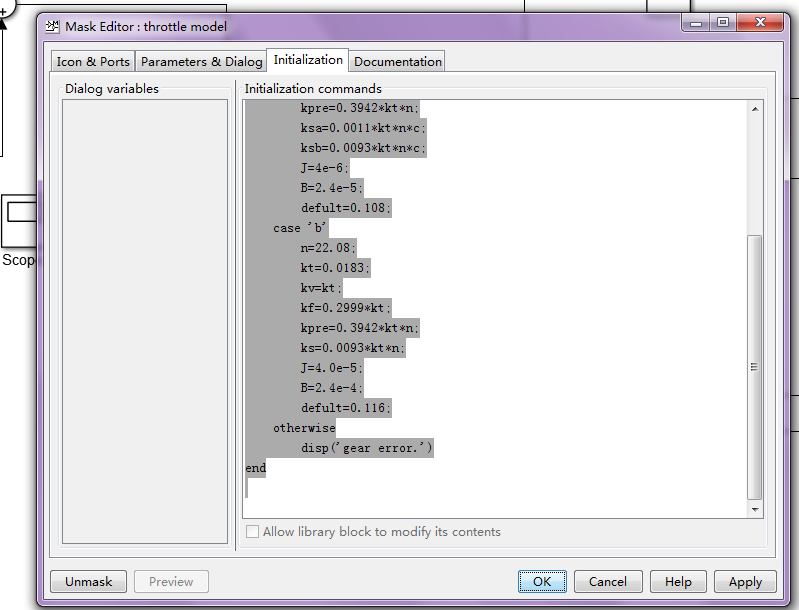 Mask Editor : throttle model
Icon & Ports
Parameters & Dialog
Initialization
Documentation
Dialog variables
Initialization commands
kpre=0.3942*kt*n;
ksa=0.0011*kt*n*c;
ksb=0.0093*kt*n*c;
J=4e-6;
B=2.4e-5;
defult=0.108;
case 'b'
n=22.08;
kt=0.0183;
kv=kt;
kf=0.2999*kt;
kpre=0.3942*kt*n;
ks=0.0093*kt*n;
J=4.0e-5;
B=2.4e-4;
defult=0.116;
otherwise
disp('gear error.')
end
Scop
Allow library block to modify its contents
Unmask
Preview
OK
Cancel
Help
Apply